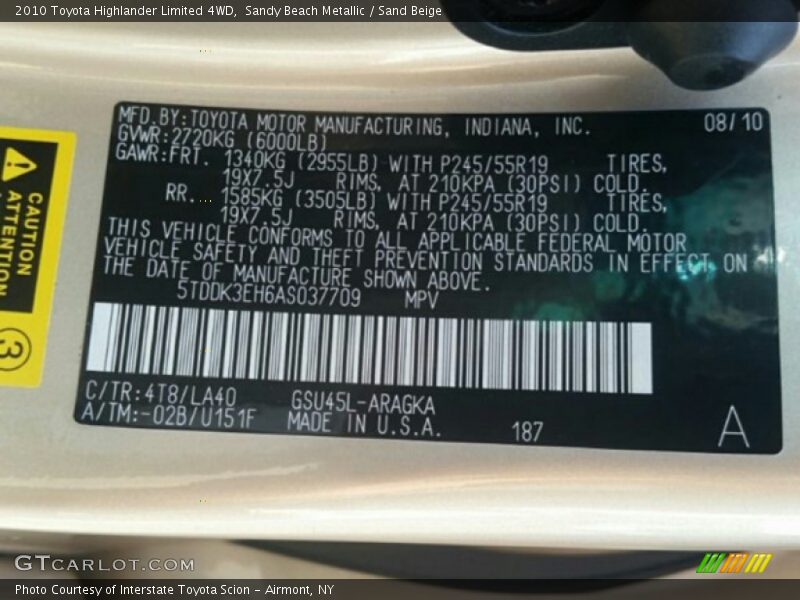 2010 Toyota Highlander Limited 4WD,  Sandy Beach Metallic / Sand Beige
MFD.BY:TOYOTA MOTOR MANUFACTURING, INDIANA, INC. 08/10
GVWR:2720KG (6000LB)
GAWR:FRT. 1340KG (2955LB) WITH P245/55R19 TIRES,
19X7.5J RIMS, AT 210KPA (30PSI) COLD.
RR. 1585KG (3505LB) WITH P245/55R19 TIRES,
19X7.5J RIMS, AT 210KPA (30PSI) COLD.
THIS VEHICLE CONFORMS TO ALL APPLICABLE FEDERAL MOTOR
VEHICLE SAFETY AND THEFT PREVENTION STANDARDS IN EFFECT ON
THE DATE OF MANUFACTURE SHOWN ABOVE.
5TDDK3EH6AS037709 MPV
C/TR:4T8/LA40 GSU45L-ARAGKA
A/TM:-02B/U151F MADE IN U.S.A. 187 A
CAUTION
ATTENTION
3
GTCARLOT.COM
Photo Courtesy of Interstate Toyota Scion – Airmont, NY